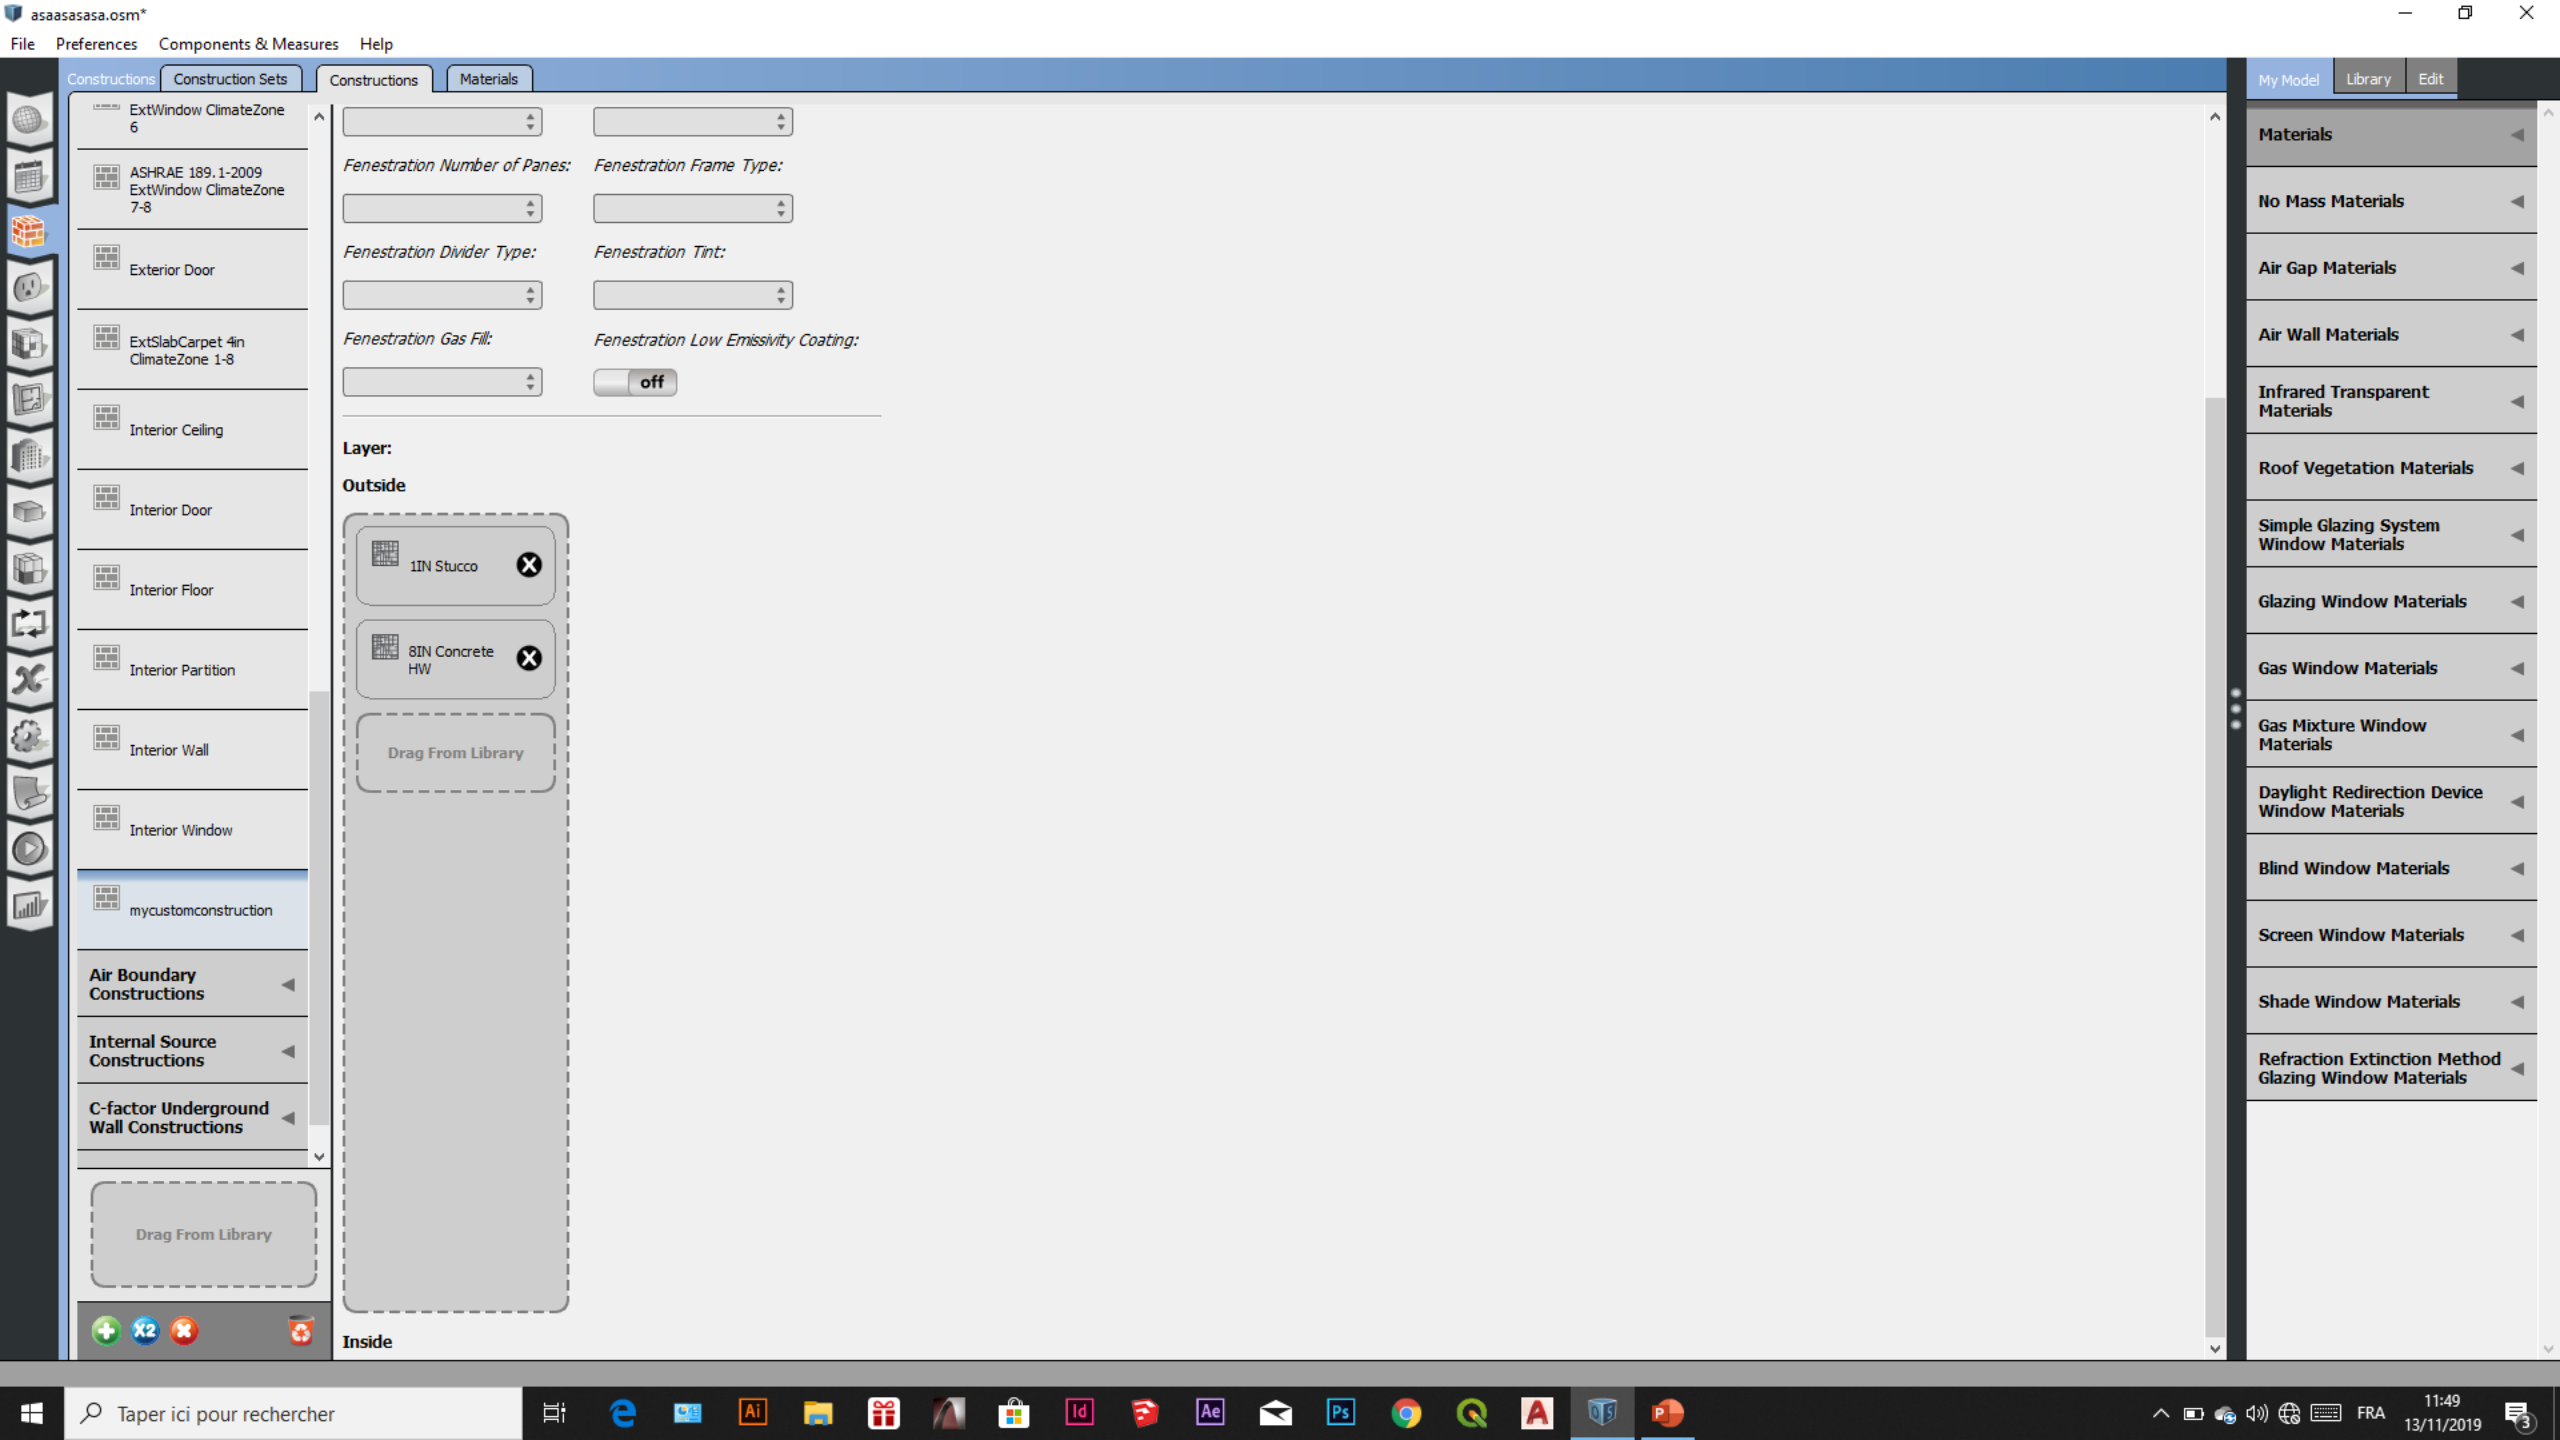 asaasasasa.osm*
File Preferences Components & Measures Help
Constructions Construction Sets Constructions Materials
My Model Library Edit
ExtWindow ClimateZone
6
ASHRAE 189.1-2009
ExtWindow ClimateZone
7-8
Exterior Door
ExtSlabCarpet 4in
ClimateZone 1-8
Interior Ceiling
Interior Door
Interior Floor
Interior Partition
Interior Wall
Interior Window
mycustomconstruction
Air Boundary
Constructions
Internal Source
Constructions
C-factor Underground
Wall Constructions
Drag From Library
X2
Fenestration Number of Panes: Fenestration Frame Type:
Fenestration Divider Type: Fenestration Tint:
Fenestration Gas Fill: Fenestration Low Emissivity Coating:
off
Layer:
Outside
1IN Stucco
8IN Concrete
HW
Drag From Library
Inside
Materials
No Mass Materials
Air Gap Materials
Air Wall Materials
Infrared Transparent
Materials
Roof Vegetation Materials
Simple Glazing System
Window Materials
Glazing Window Materials
Gas Window Materials
Gas Mixture Window
Materials
Daylight Redirection Device
Window Materials
Blind Window Materials
Screen Window Materials
Shade Window Materials
Refraction Extinction Method
Glazing Window Materials
Taper ici pour rechercher
Ai
Id
Ae
Ps
A
P
FRA
11:49
13/11/2019
3